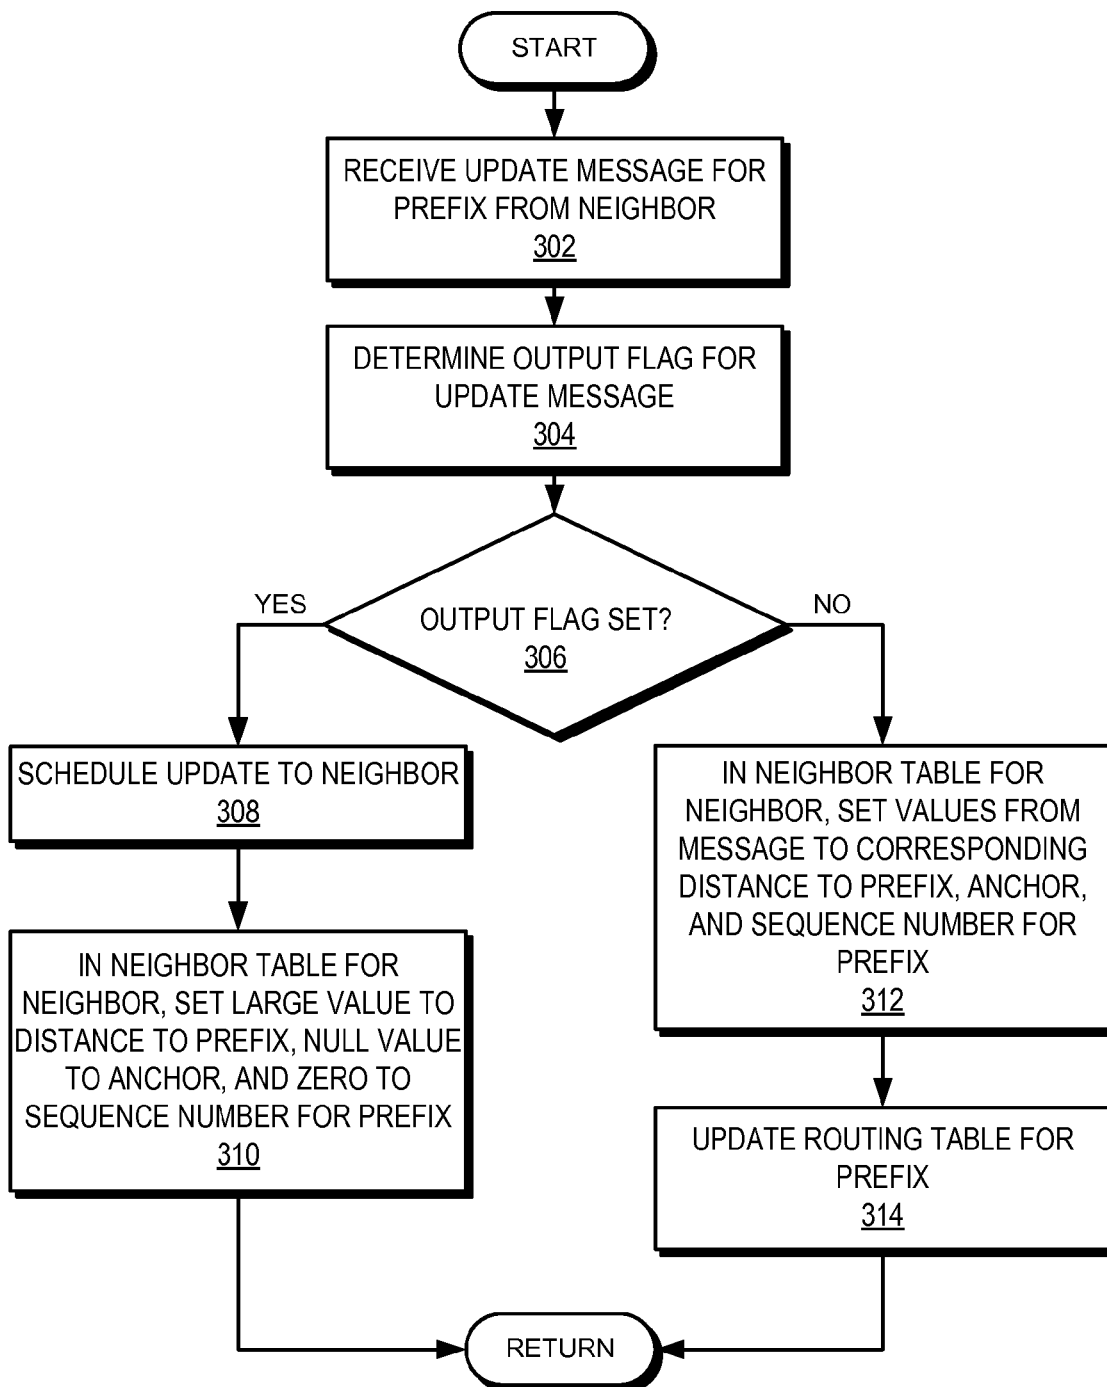 START
RECEIVE UPDATE MESSAGE FOR
PREFIX FROM NEIGHBOR
302
DETERMINE OUTPUT FLAG FOR
UPDATE MESSAGE
304
OUTPUT FLAG SET?
306
YES
NO
SCHEDULE UPDATE TO NEIGHBOR
308
IN NEIGHBOR TABLE FOR
NEIGHBOR, SET LARGE VALUE TO
DISTANCE TO PREFIX, NULL VALUE
TO ANCHOR, AND ZERO TO
SEQUENCE NUMBER FOR PREFIX
310
IN NEIGHBOR TABLE FOR
NEIGHBOR, SET VALUES FROM
MESSAGE TO CORRESPONDING
DISTANCE TO PREFIX, ANCHOR,
AND SEQUENCE NUMBER FOR
PREFIX
312
UPDATE ROUTING TABLE FOR
PREFIX
314
RETURN